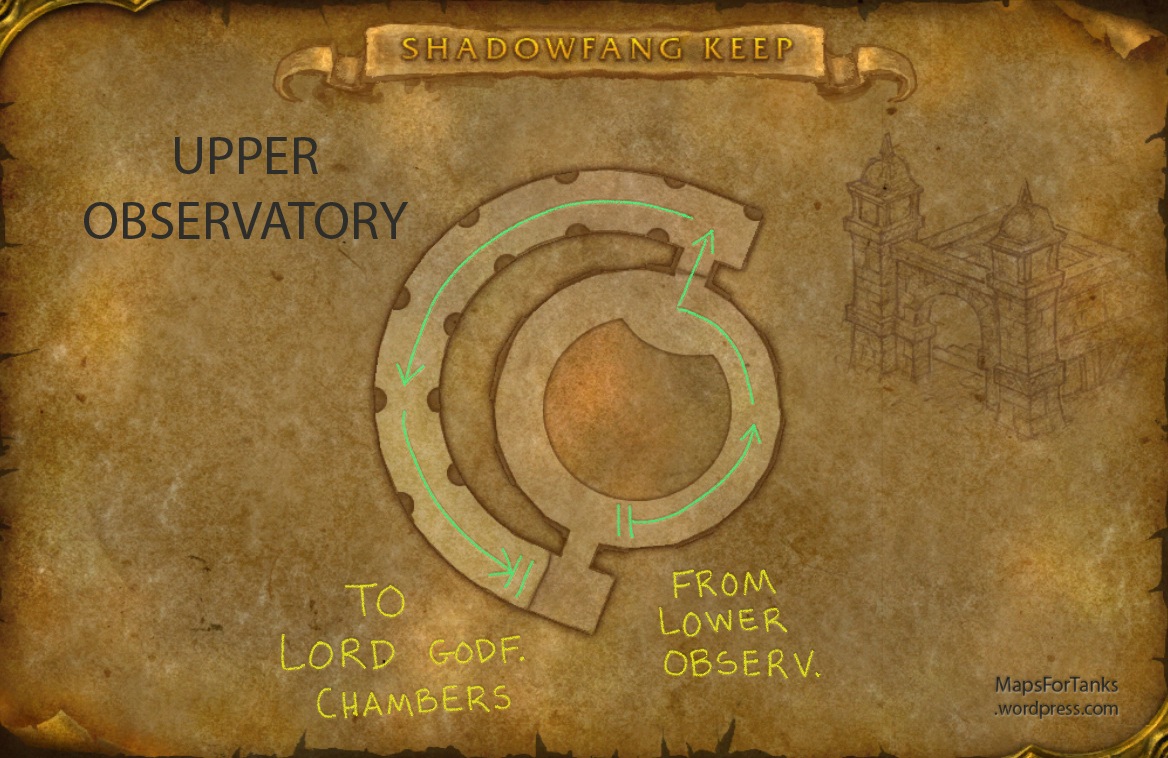 SHADOWFANG KEEP
UPPER
OBSERVATORY
TO
LORD GODF.
CHAMBERS
FROM
LOWER
OBSERV.
MapsForTanks
.wordpress.com